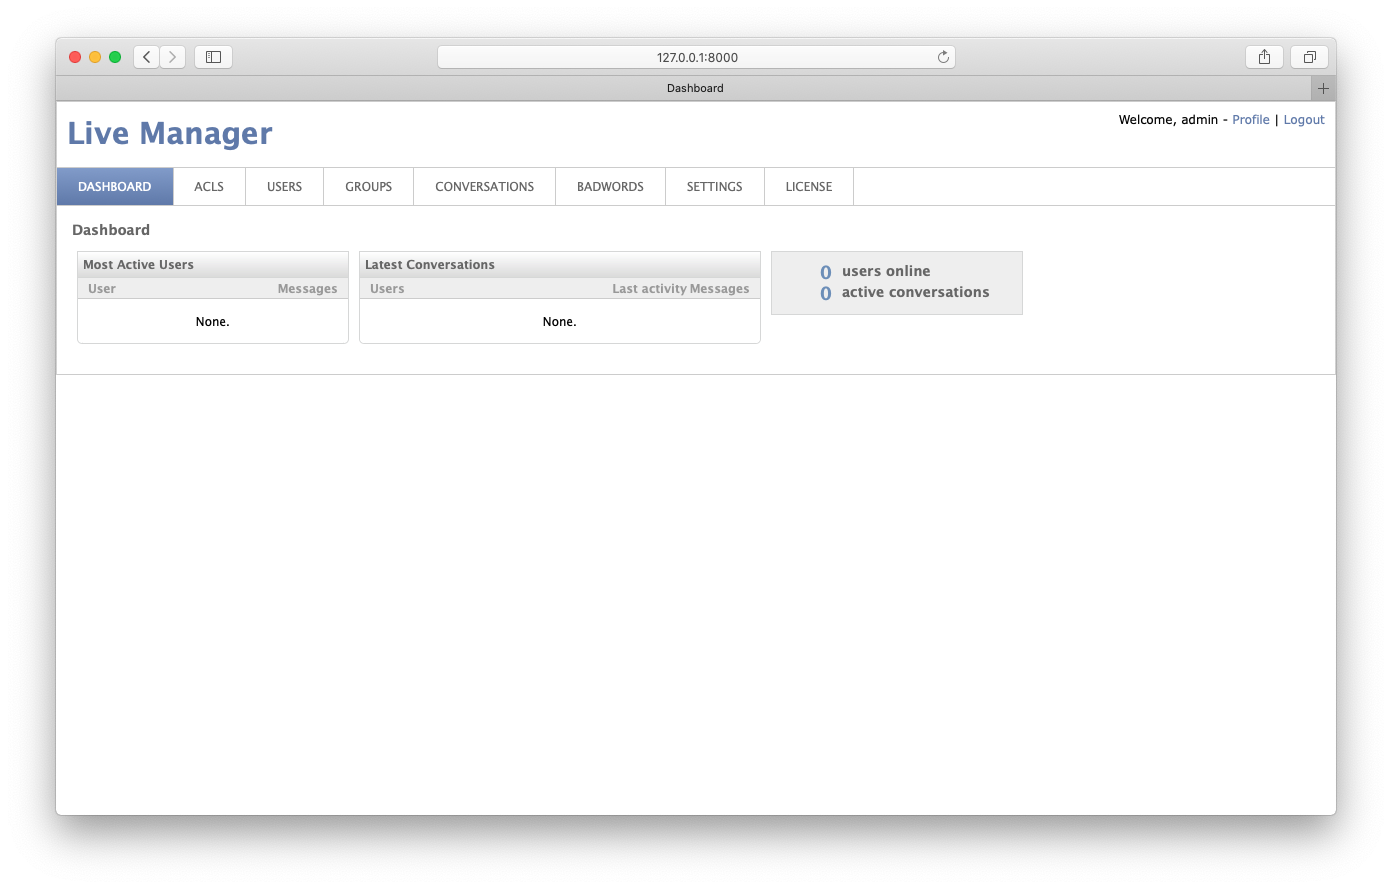 127.0.0.1:8000
Dashboard
Live Manager
Welcome, admin - Profile | Logout
DASHBOARD ACLS USERS GROUPS CONVERSATIONS BADWORDS SETTINGS LICENSE
Dashboard
Most Active Users
User Messages
None.
Latest Conversations
Users Last activity Messages
None.
0 users online
0 active conversations